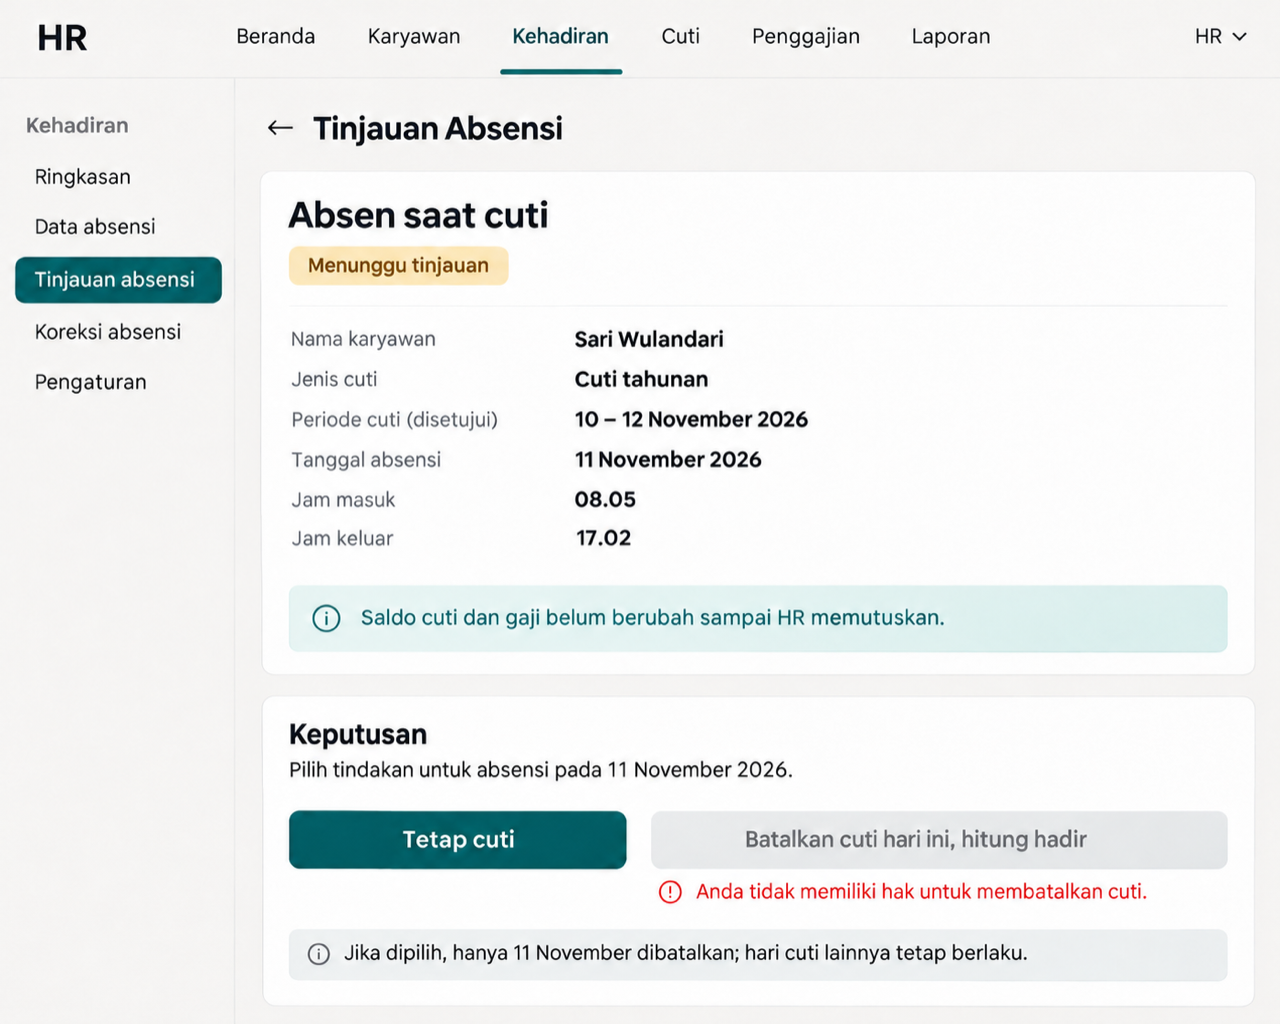 HR
Beranda
Karyawan
Kehadiran
Cuti
Penggajian
Laporan
HR
Kehadiran
Ringkasan
Data absensi
Tinjauan absensi
Koreksi absensi
Pengaturan
Tinjauan Absensi
Absen saat cuti
Menunggu tinjauan
Nama karyawan Sari Wulandari
Jenis cuti Cuti tahunan
Periode cuti (disetujui) 10 – 12 November 2026
Tanggal absensi 11 November 2026
Jam masuk 08.05
Jam keluar 17.02
Saldo cuti dan gaji belum berubah sampai HR memutuskan.
Keputusan
Pilih tindakan untuk absensi pada 11 November 2026.
Tetap cuti
Batalkan cuti hari ini, hitung hadir
Anda tidak memiliki hak untuk membatalkan cuti.
Jika dipilih, hanya 11 November dibatalkan; hari cuti lainnya tetap berlaku.